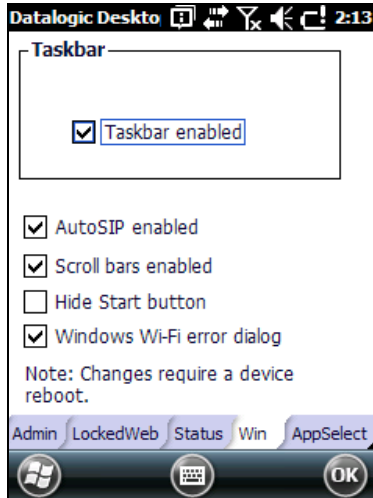 Datalogic Deskto 2:13
Taskbar
Taskbar enabled
AutoSIP enabled
Scroll bars enabled
Hide Start button
Windows Wi-Fi error dialog
Note: Changes require a device
reboot.
Admin LockedWeb Status Win AppSelect
OK